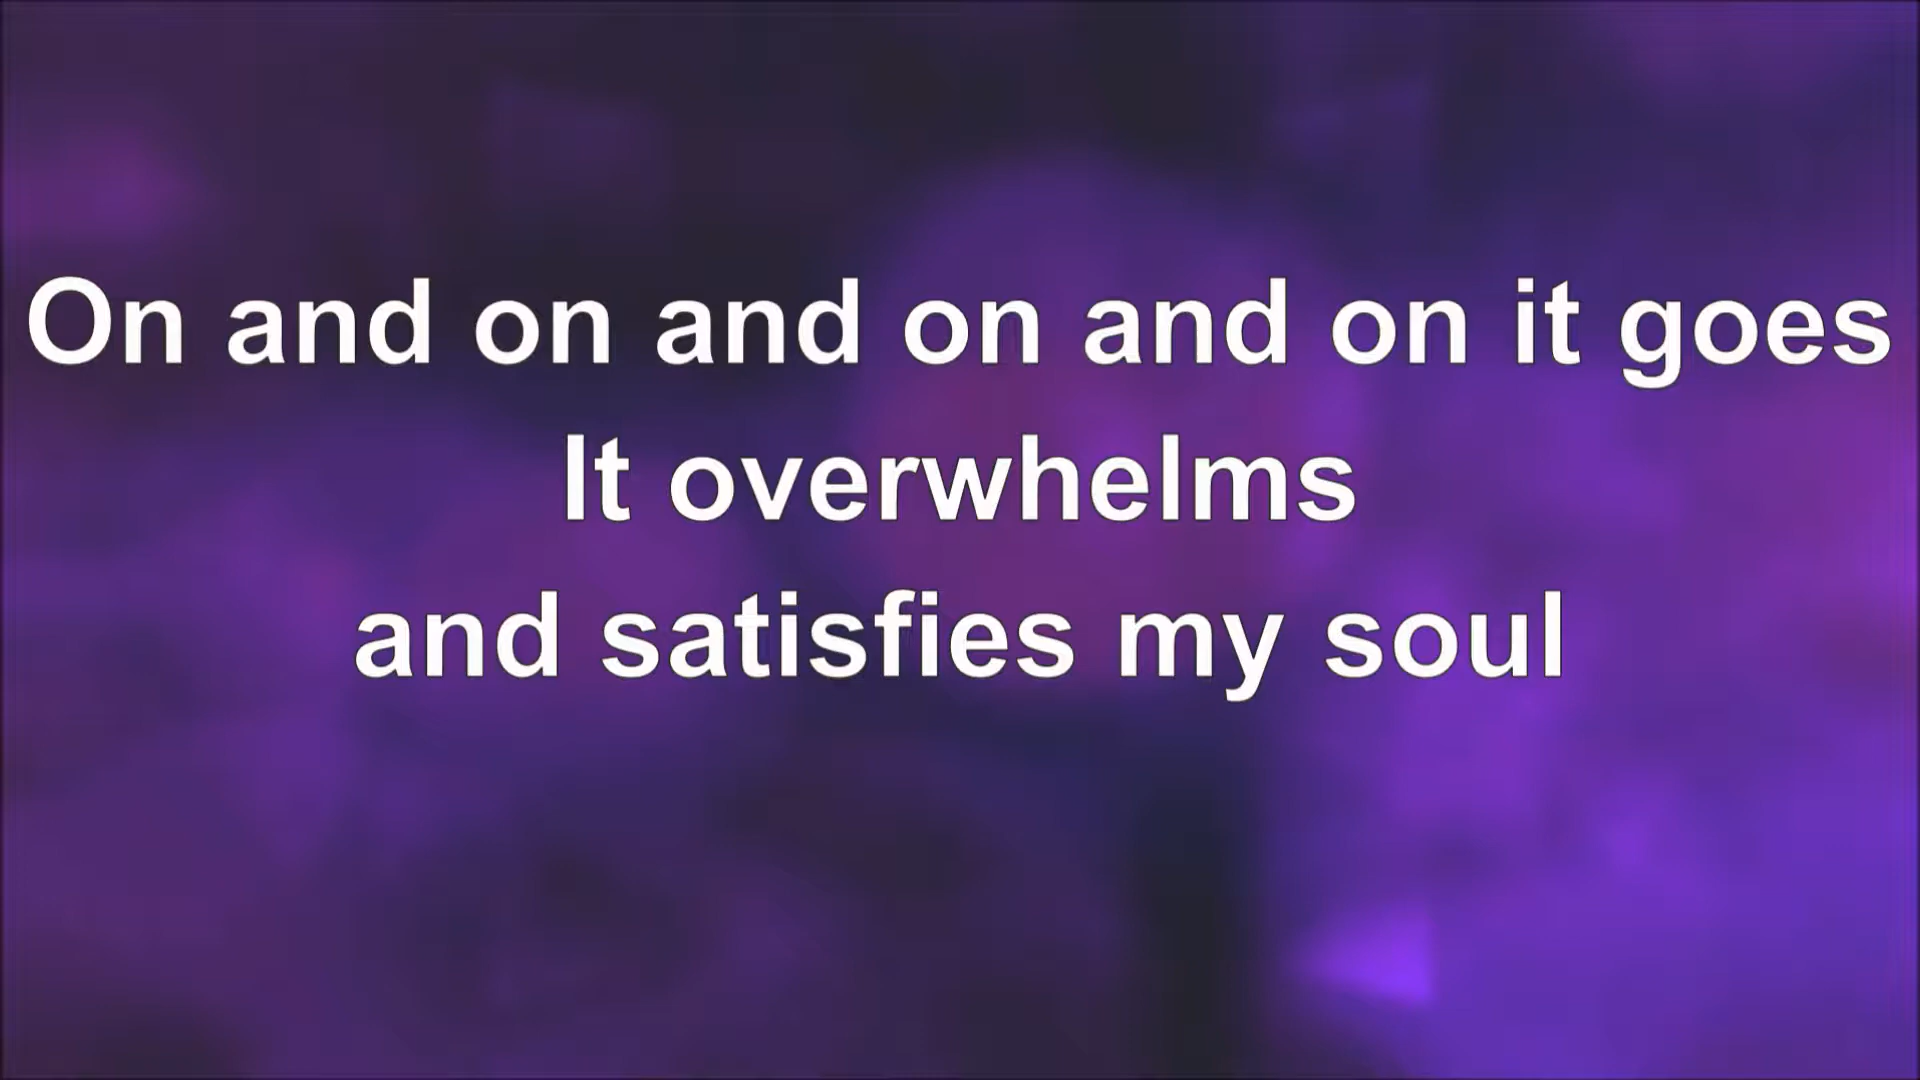 On and on and on and on it goes
It overwhelms
and satisfies my soul